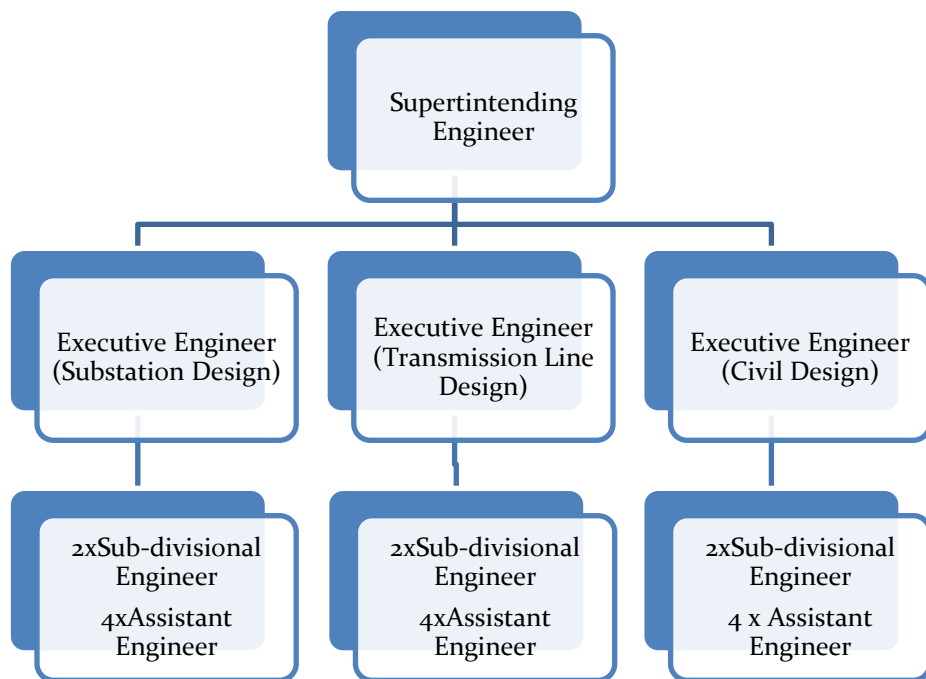 Supertintending
Engineer
Executive Engineer
(Substation Design)
Executive Engineer
(Transmission Line
Design)
Executive Engineer
(Civil Design)
2xSub-divisional
Engineer
4xAssistant
Engineer
2xSub-divisional
Engineer
4xAssistant
Engineer
2xSub-divisional
Engineer
4 x Assistant
Engineer